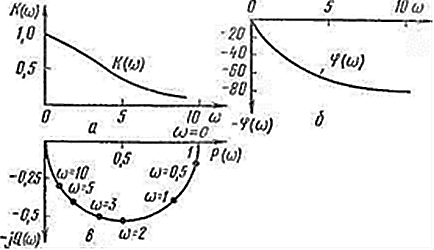 K(ω)
1,0
0,5
K(ω)
0
5
10 ω
а
0
5
10 ω
-20
-40
-60
-80
φ(ω)
-φ(ω)
б
ω=0
0
0,5
1
P(ω)
-0,25
-0,5
-jQ(ω)
ω=10
ω=5
ω=3
ω=2
ω=1
ω=0,5
в